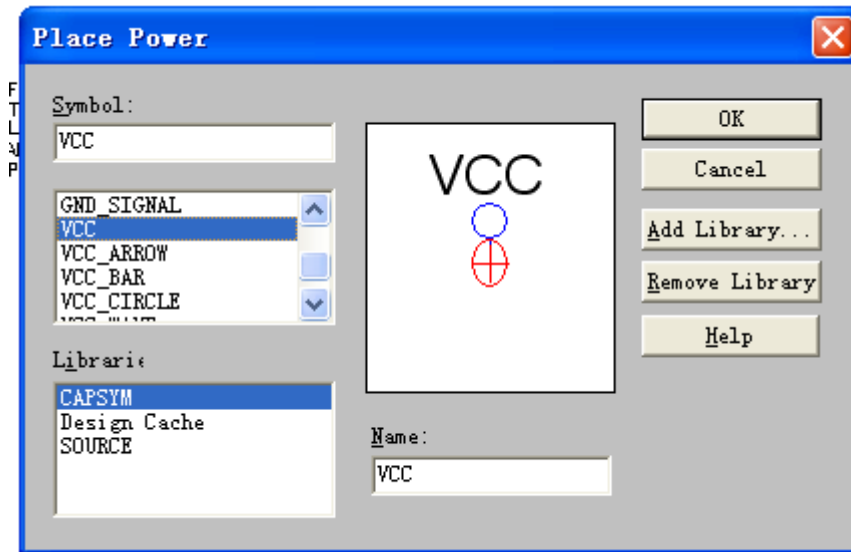 Place Power
Symbol:
VCC
GND_SIGNAL
VCC
VCC_ARROW
VCC_BAR
VCC_CIRCLE
Librarie
CAPSYM
Design Cache
SOURCE
VCC
Name:
VCC
OK
Cancel
Add Library...
Remove Library
Help